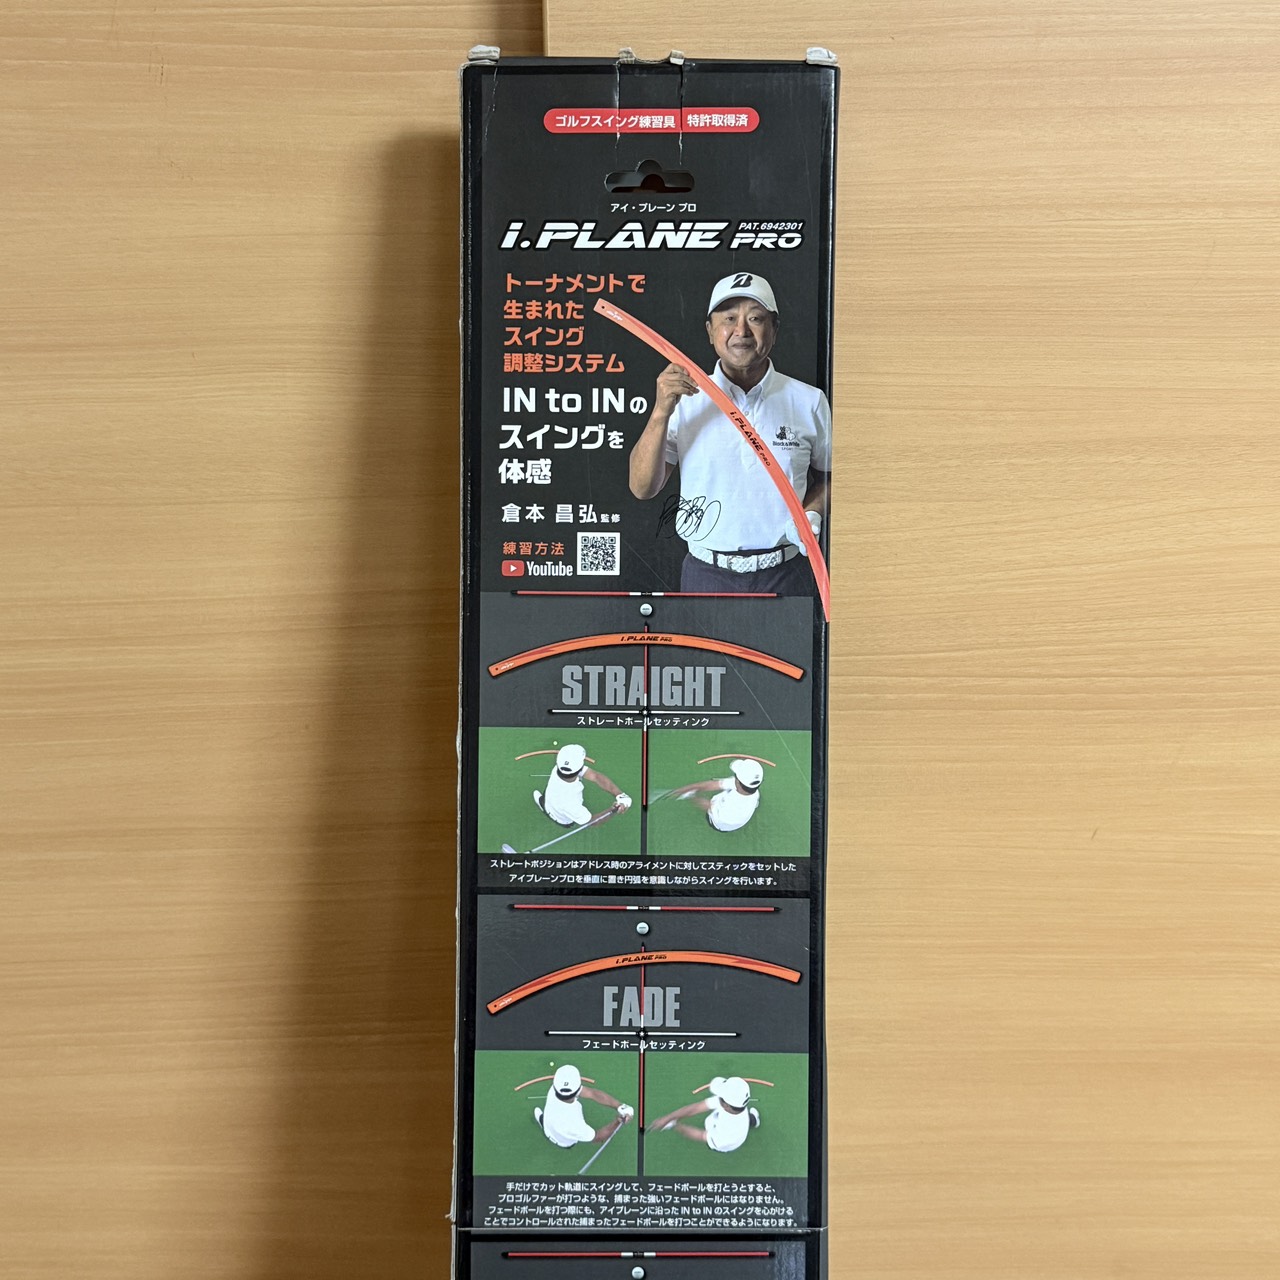 ゴルフスイング練習具 特許取得済
アイ・プレーン プロ
i.PLANE PRO
PAT.6942301
トーナメントで
生まれた
スイング
調整システム
IN to INの
スイングを
体感
倉本 昌弘監修
練習方法
YouTube
i.PLANE PRO
Black&White
i.PLANE PRO
STRAIGHT
ストレートボールセッティング
ストレートポジションはアドレス時のアライメントに対してスティックをセットした
アイプレーンプロを垂直に置き円弧を意識しながらスイングを行います。
i.PLANE PRO
FADE
フェードボールセッティング
手だけでカット軌道にスイングして、フェードボールを打とうとすると、
プロゴルファーが打つような、捕まった強いフェードボールにはなりません。
フェードボールを打つ際にも、アイプレーンに沿ったIN to INのスイングを心がける
ことでコントロールされた捕まったフェードボールを打つことができるようになります。